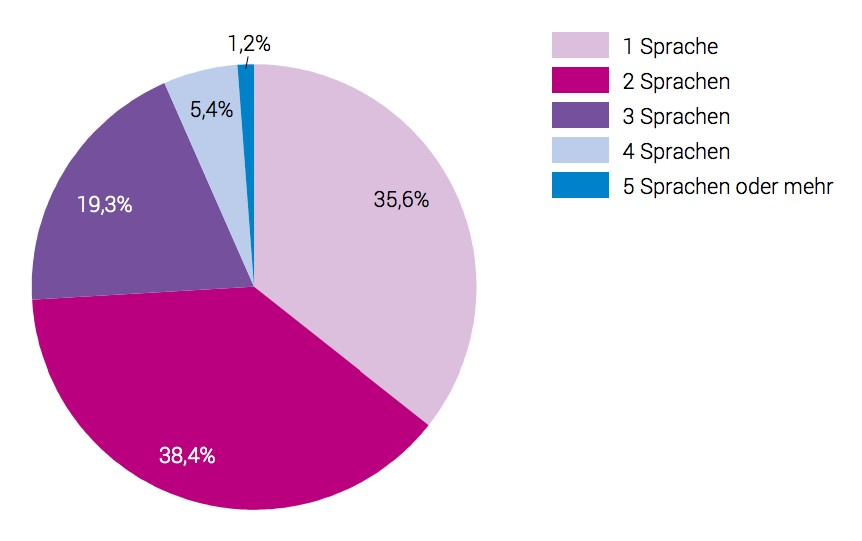 1,2%
5,4%
35,6%
19,3%
38,4%
1 Sprache
2 Sprachen
3 Sprachen
4 Sprachen
5 Sprachen oder mehr